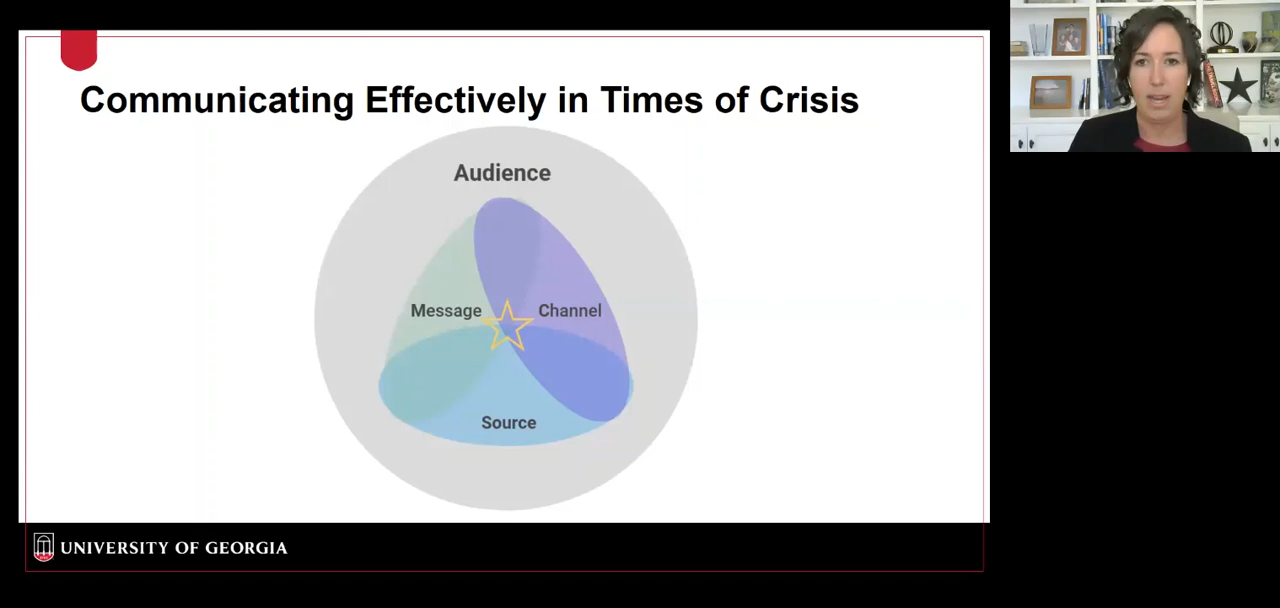 Communicating Effectively in Times of Crisis
Audience
Message
Channel
Source
UNIVERSITY OF GEORGIA